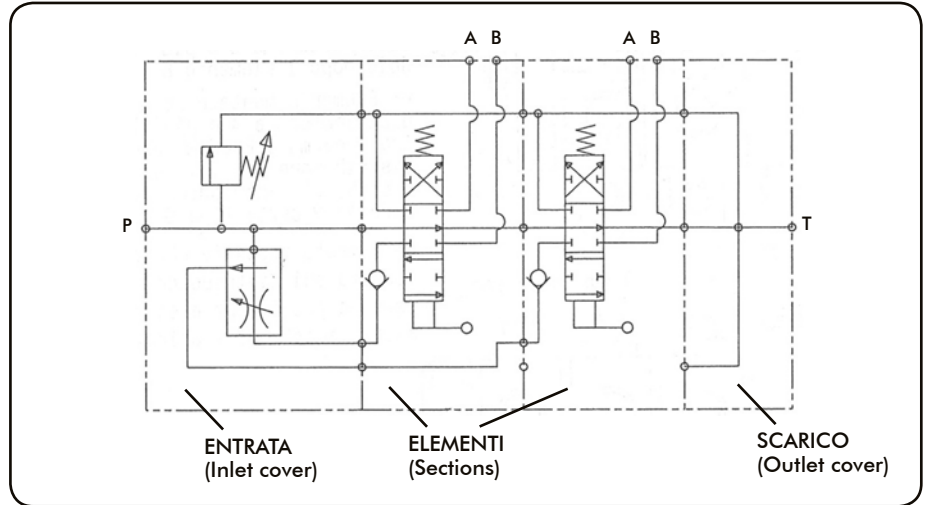 A B A B
P T
ENTRATA
(Inlet cover)
ELEMENTI
(Sections)
SCARICO
(Outlet cover)